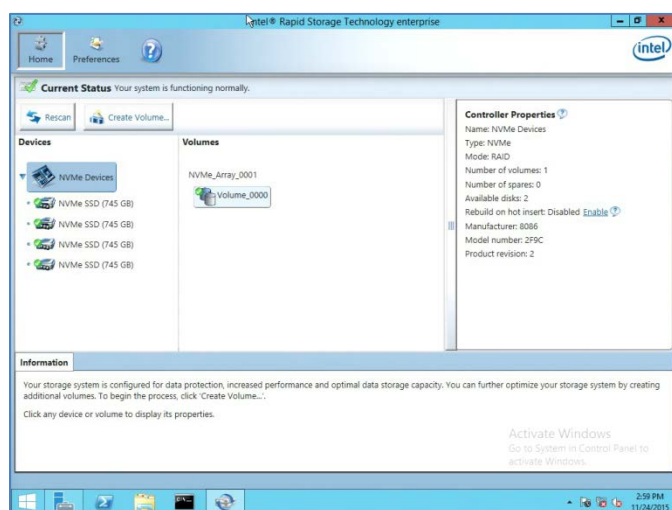 Intel® Rapid Storage Technology enterprise
Home
Preferences
intel
Current Status Your system is functioning normally.
Rescan
Create Volume...
Devices
NVMe Devices
NVMe SSD (745 GB)
NVMe SSD (745 GB)
NVMe SSD (745 GB)
NVMe SSD (745 GB)
Volumes
NVMe_Array_0001
Volume_0000
Controller Properties
Name: NVMe Devices
Type: NVMe
Mode: RAID
Number of volumes: 1
Number of spares: 0
Available disks: 2
Rebuild on hot insert: Disabled Enable
Manufacturer: 8086
Model number: 2F9C
Product revision: 2
Information
Your storage system is configured for data protection, increased performance and optimal data storage capacity. You can further optimize your storage system by creating
additional volumes. To begin the process, click 'Create Volume...'.
Click any device or volume to display its properties.
Activate Windows
Go to System in Control Panel to
activate Windows.
2:59 PM
11/24/2015